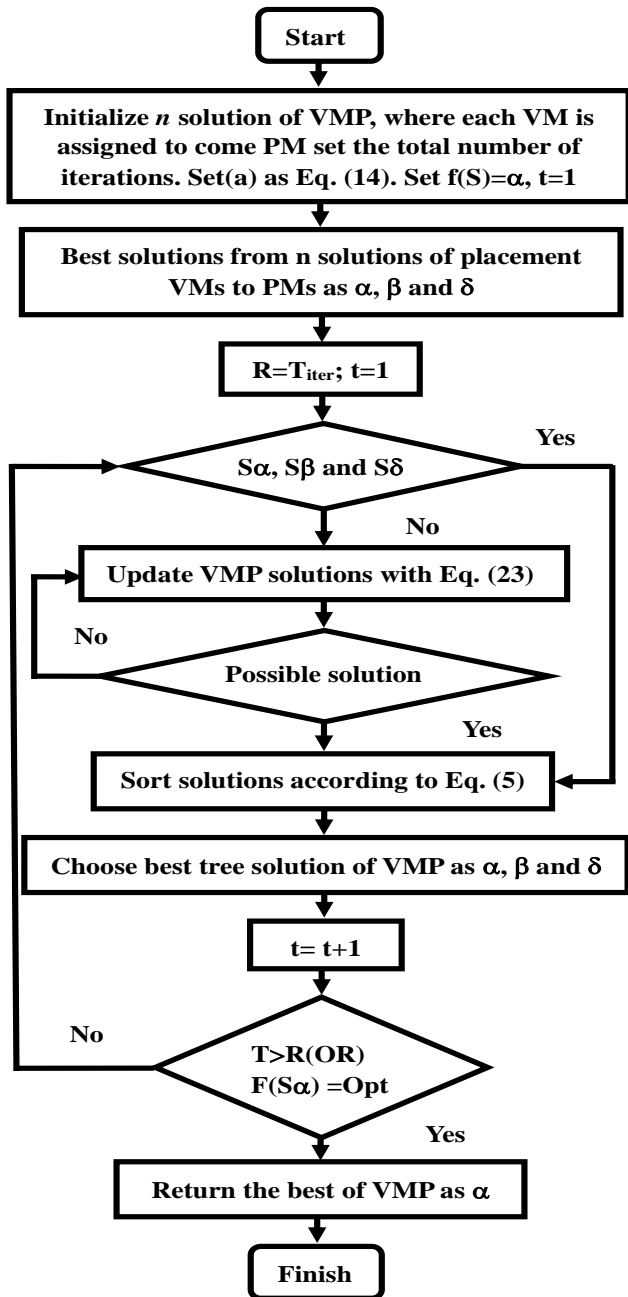 Start
Initialize n solution of VMP, where each VM is
assigned to come PM set the total number of
iterations. Set(a) as Eq. (14). Set f(S)=α, t=1
Best solutions from n solutions of placement
VMs to PMs as α, β and δ
R=Titer; t=1
Yes
Sα, Sβ and Sδ
No
Update VMP solutions with Eq. (23)
No
Possible solution
Yes
Sort solutions according to Eq. (5)
Choose best tree solution of VMP as α, β and δ
t= t+1
No
T>R(OR)
F(Sα) =Opt
Yes
Return the best of VMP as α
Finish